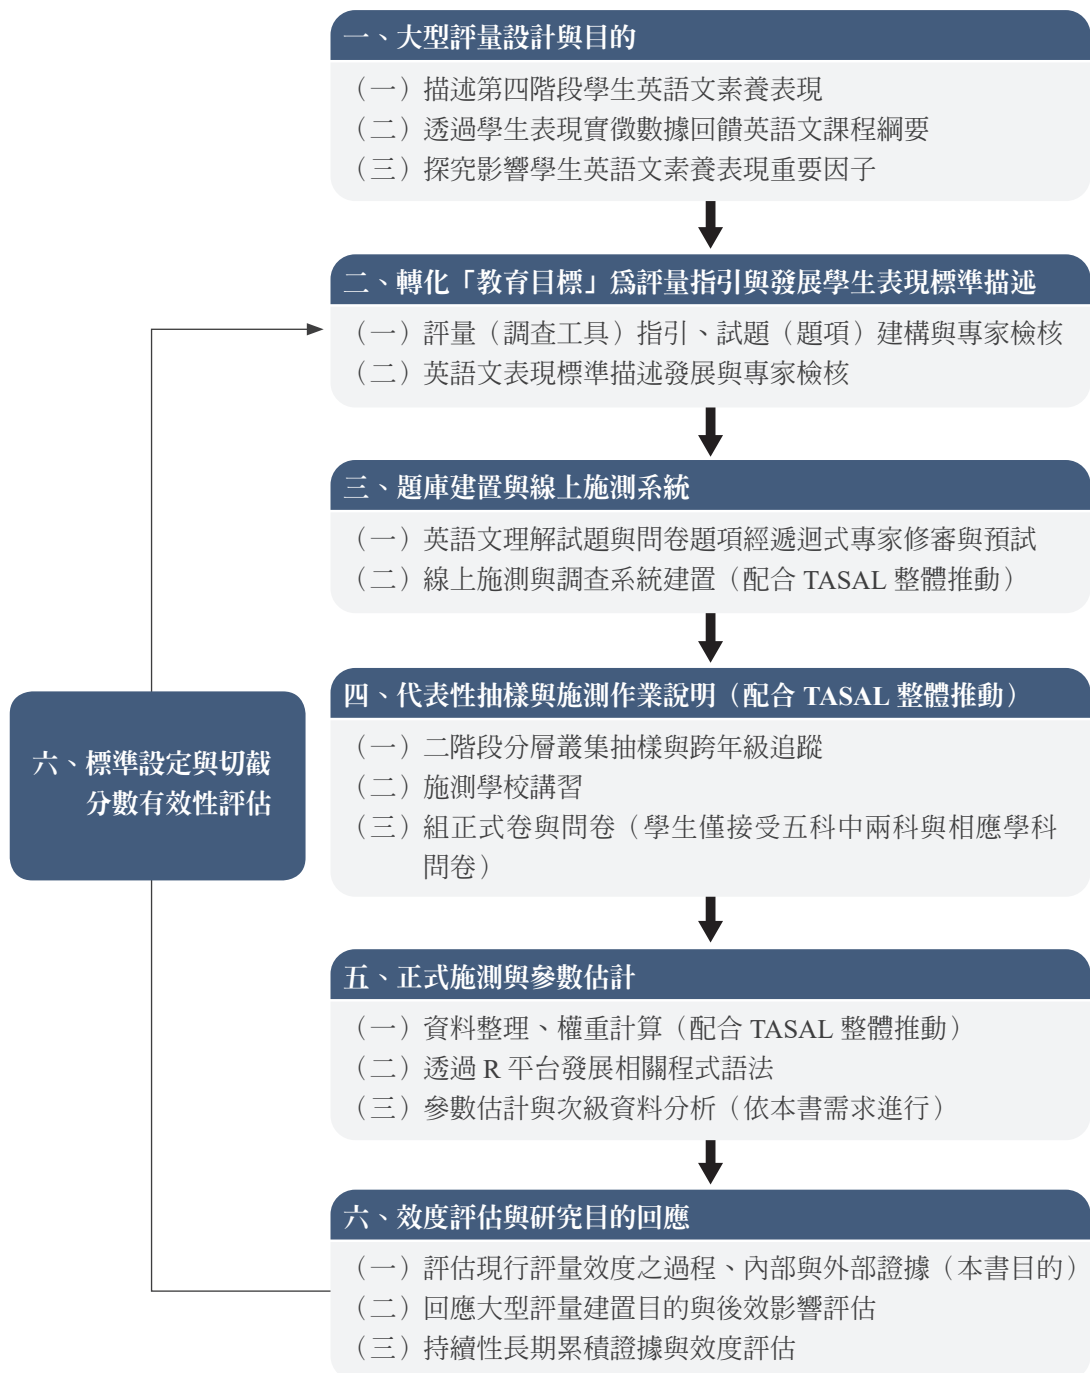 一、大型評量設計與目的
（一）描述第四階段學生英語文素養表現
（二）透過學生表現實徵數據回饋英語文課程綱要
（三）探究影響學生英語文素養表現重要因子
二、轉化「教育目標」爲評量指引與發展學生表現標準描述
（一）評量（調查工具）指引、試題（題項）建構與專家檢核
（二）英語文表現標準描述發展與專家檢核
三、題庫建置與線上施測系統
（一）英語文理解試題與問卷題項經遞迴式專家修審與預試
（二）線上施測與調查系統建置（配合 TASAL 整體推動）
四、代表性抽樣與施測作業說明（配合 TASAL 整體推動）
（一）二階段分層叢集抽樣與跨年級追蹤
（二）施測學校講習
（三）組正式卷與問卷（學生僅接受五科中兩科與相應學科
問卷）
六、標準設定與切截
分數有效性評估
五、正式施測與參數估計
（一）資料整理、權重計算（配合 TASAL 整體推動）
（二）透過 R 平台發展相關程式語法
（三）參數估計與次級資料分析（依本書需求進行）
六、效度評估與研究目的回應
（一）評估現行評量效度之過程、內部與外部證據（本書目的）
（二）回應大型評量建置目的與後效影響評估
（三）持續性長期累積證據與效度評估